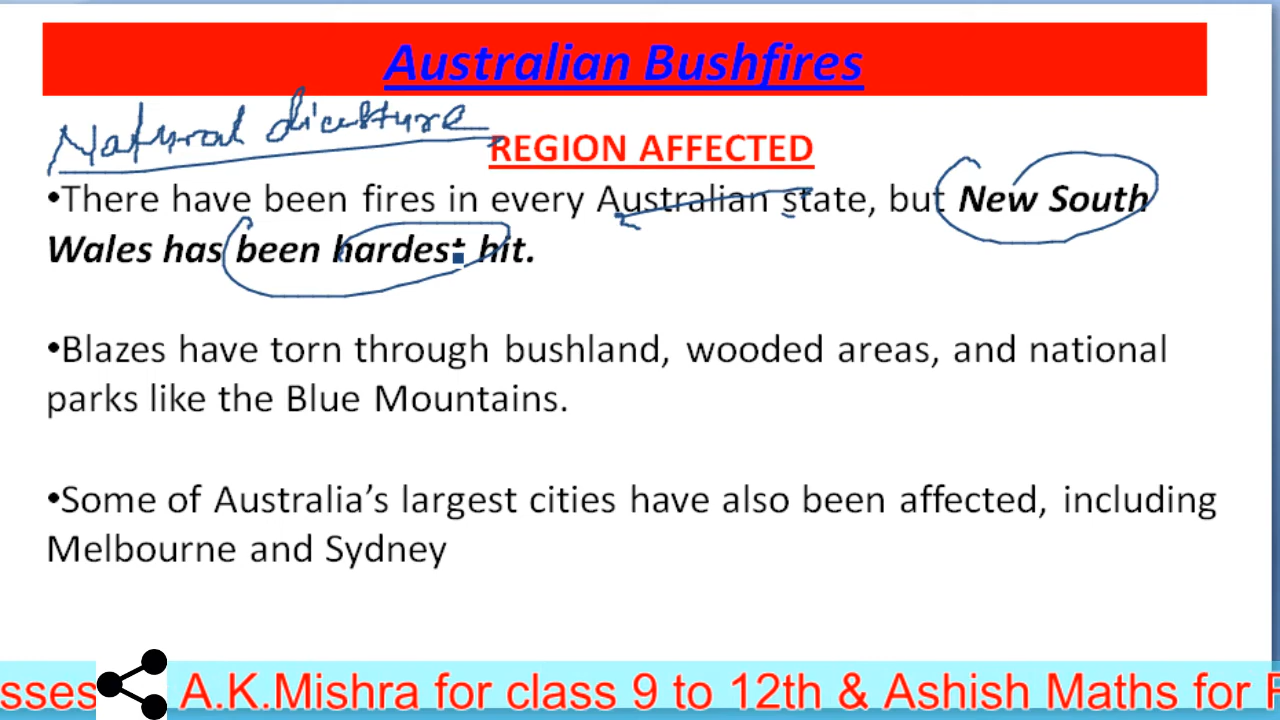 Australian Bushfires
Natural dicasture
REGION AFFECTED
•There have been fires in every Australian state, but New South
Wales has been hardest hit.
•Blazes have torn through bushland, wooded areas, and national
parks like the Blue Mountains.
•Some of Australia’s largest cities have also been affected, including
Melbourne and Sydney
sses A.K.Mishra for class 9 to 12th & Ashish Maths for